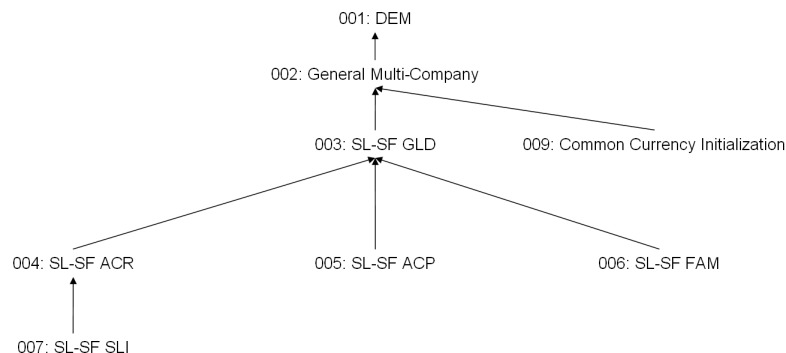 001: DEM
002: General Multi-Company
003: SL-SF GLD
009: Common Currency Initialization
004: SL-SF ACR
005: SL-SF ACP
006: SL-SF FAM
007: SL-SF SLI